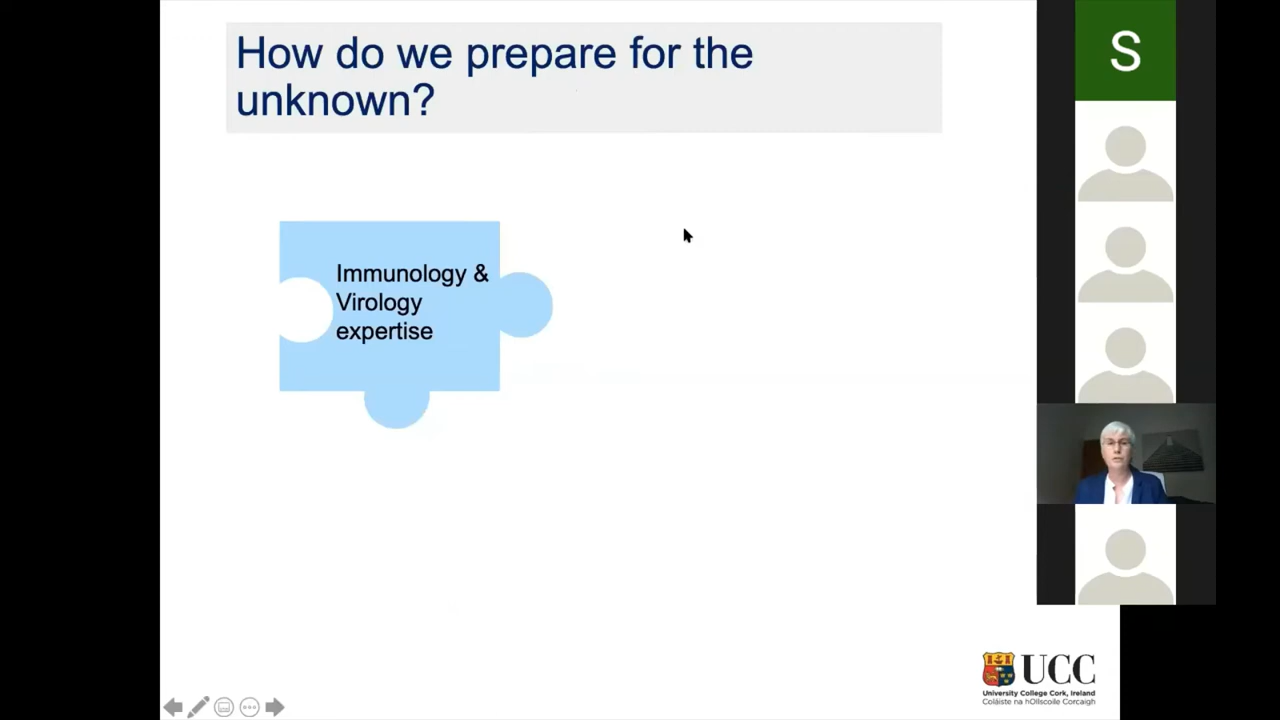 How do we prepare for the
unknown?
S
Immunology &
Virology
expertise
UCC
University College Cork, Ireland
Coláiste na hOllscoile Corcaigh